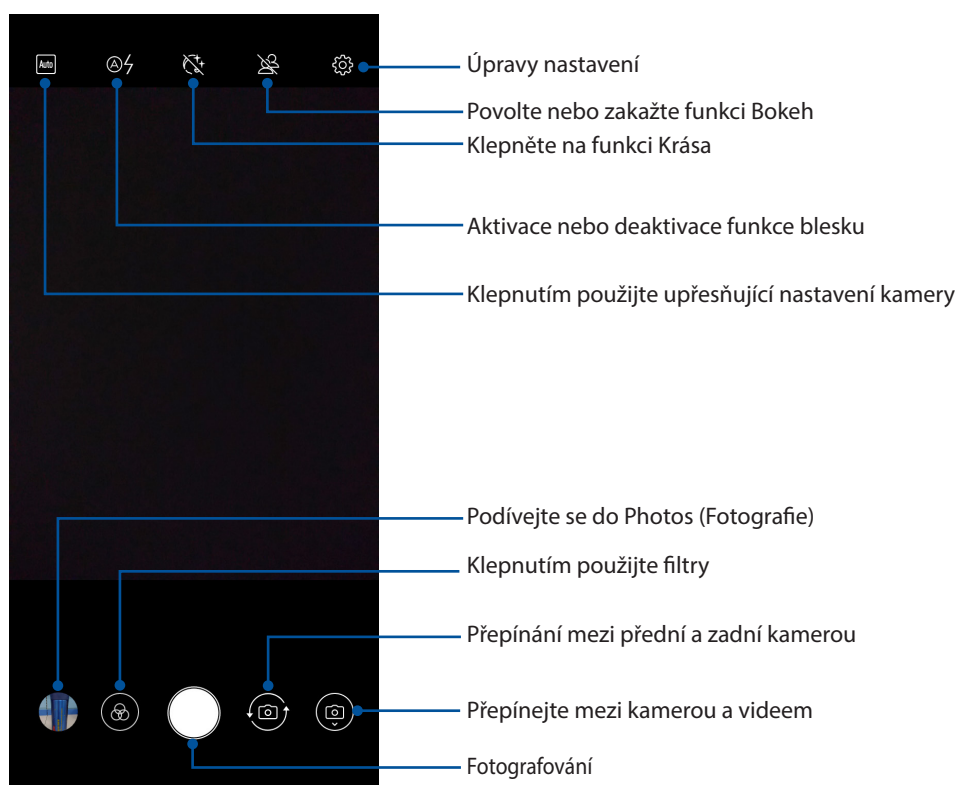 Auto
Úpravy nastavení
Povolte nebo zakažte funkci Bokeh
Klepněte na funkci Krása
Aktivace nebo deaktivace funkce blesku
Klepnutím použijte upřesňující nastavení kamery
Podívejte se do Photos (Fotografie)
Klepnutím použijte filtry
Přepínání mezi přední a zadní kamerou
Přepínejte mezi kamerou a videem
Fotografování